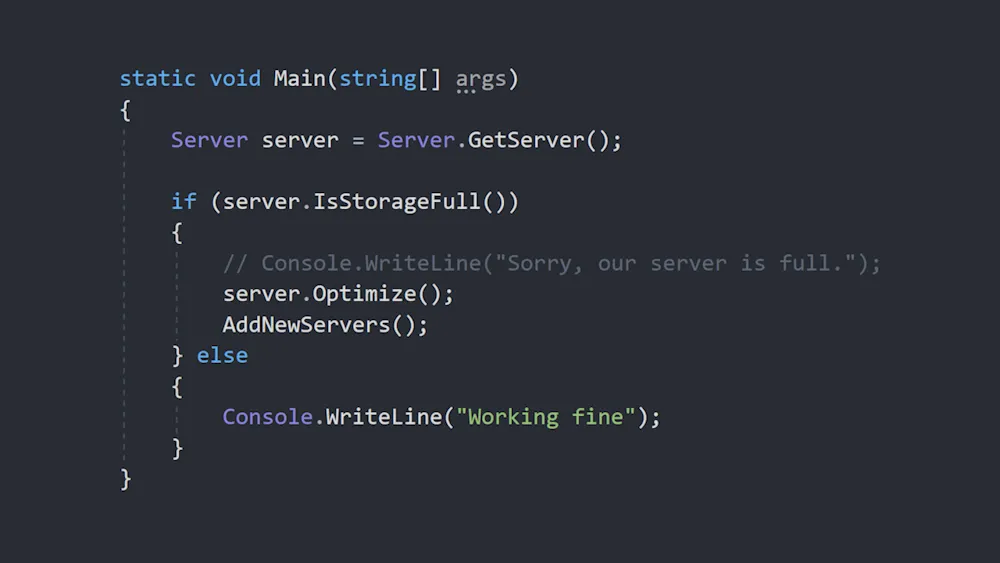 static void Main(string[] args)
{
    Server server = Server.GetServer();

    if (server.IsStorageFull())
    {
        // Console.WriteLine("Sorry, our server is full.");
        server.Optimize();
        AddNewServers();
    } else
    {
        Console.WriteLine("Working fine");
    }
}